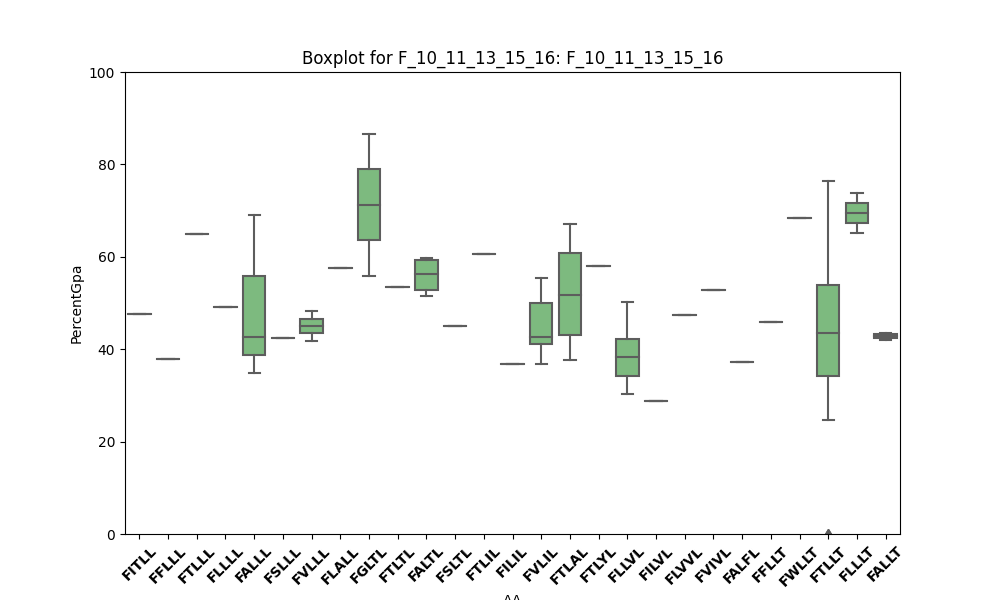 Boxplot for F_10_11_13_15_16: F_10_11_13_15_16
100
80
60
40
20
0
PercentGpa
FITLL FFLLL FTLLL FLLLL FALLL FSLLL FVLLL FLALL FGLTL FTLTL FALTL FSLTL FTLIL FILIL FVLIL FTLAL FTLYL FLLVL FILVL FLVVL FVIVL FALFL FFLLT FWLLT FTLLT FLLLT FALLT
AA